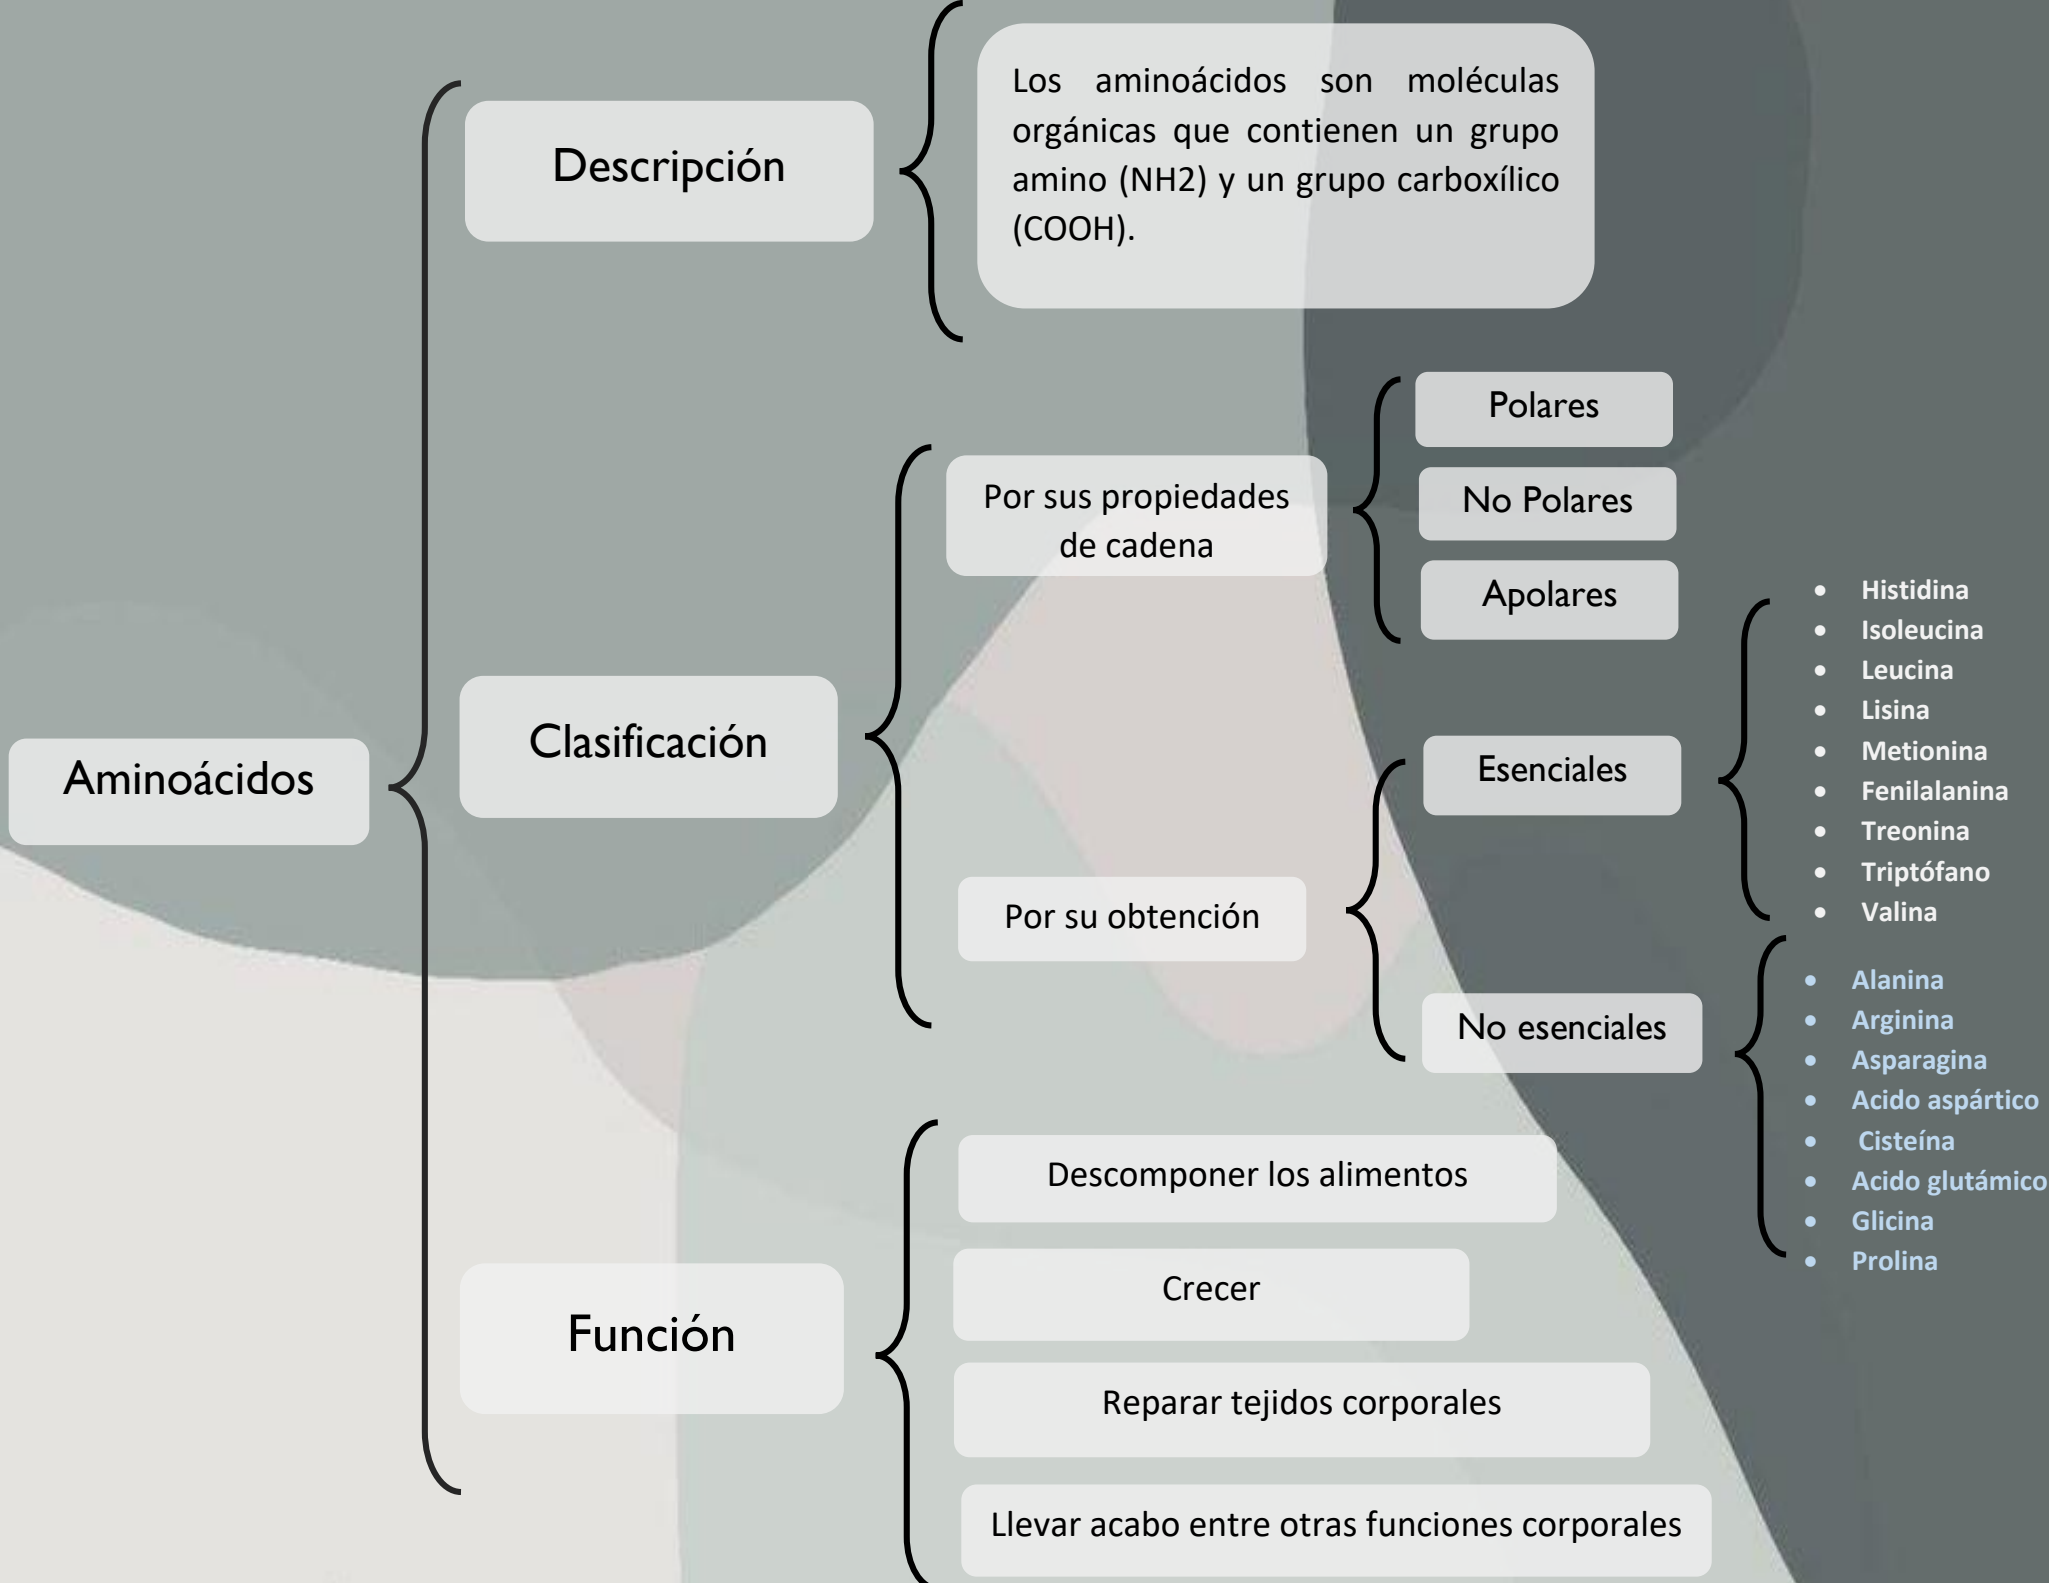 Aminoácidos
Descripción
Los aminoácidos son moléculas
orgánicas que contienen un grupo
amino (NH2) y un grupo carboxílico
(COOH).
Clasificación
Por sus propiedades
de cadena
Polares
No Polares
Apolares
Por su obtención
Esenciales
• Histidina
• Isoleucina
• Leucina
• Lisina
• Metionina
• Fenilalanina
• Treonina
• Triptófano
• Valina
No esenciales
• Alanina
• Arginina
• Asparagina
• Acido aspártico
• Cisteína
• Acido glutámico
• Glicina
• Prolina
Función
Descomponer los alimentos
Crecer
Reparar tejidos corporales
Llevar acabo entre otras funciones corporales